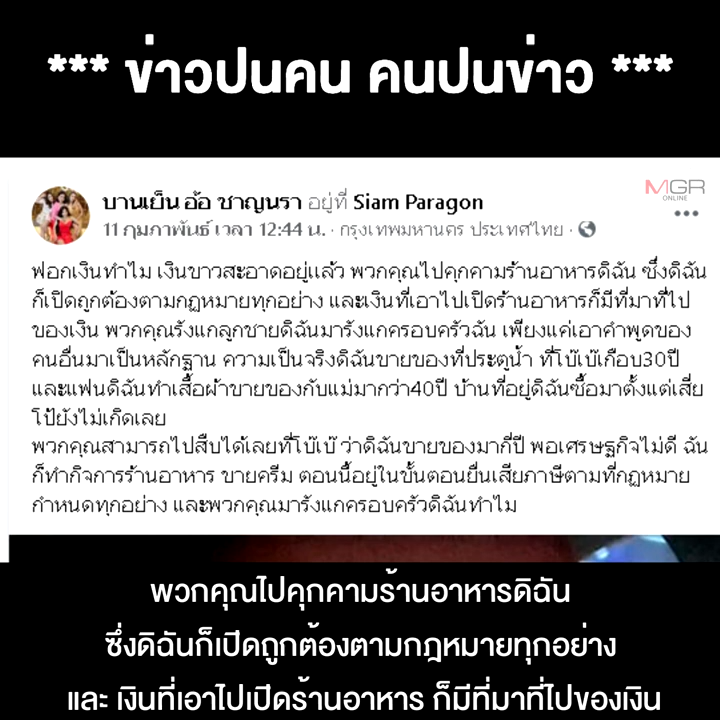 *** ข่าวปนคน คนปนข่าว ***
MGR
ONLINE
บานเย็น อ้อ ชาญนรา อยู่ที่ Siam Paragon
11 กุมภาพันธ์ เวลา 12:44 น. · กรุงเทพมหานคร ประเทศไทย ·
ฟอกเงินทำไม เงินขาวสะอาดอยู่แล้ว พวกคุณไปคุกคามร้านอาหารดิฉัน ซึ่งดิฉัน
ก็เปิดถูกต้องตามกฎหมายทุกอย่าง และเงินที่เอาไปเปิดร้านอาหารก็มีที่มาที่ไป
ของเงิน พวกคุณรังแกลูกชายดิฉันมารังแกครอบครัวฉัน เพียงแค่เอาคำพูดของ
คนอื่นมาเป็นหลักฐาน ความเป็นจริงดิฉันขายของที่ประตูน้ำ ที่โบ๊เบ๊เกือบ30ปี
และแฟนดิฉันทำเสื้อผ้าขายของกับแม่มากว่า40ปี บ้านที่อยู่ดิฉันซื้อมาตั้งแต่เสี่ย
โป้ยังไม่เกิดเลย
พวกคุณสามารถไปสืบได้เลยที่โบ๊เบ๊ ว่าดิฉันขายของมากี่ปี พอเศรษฐกิจไม่ดี ฉัน
ก็ทำกิจการร้านอาหาร ขายครีม ตอนนี้อยู่ในขั้นตอนยื่นเสียภาษีตามที่กฎหมาย
กำหนดทุกอย่าง และพวกคุณมารังแกครอบครัวดิฉันทำไม
พวกคุณไปคุกคามร้านอาหารดิฉัน
ซึ่งดิฉันก็เปิดถูกต้องตามกฎหมายทุกอย่าง
และ เงินที่เอาไปเปิดร้านอาหาร ก็มีที่มาที่ไปของเงิน